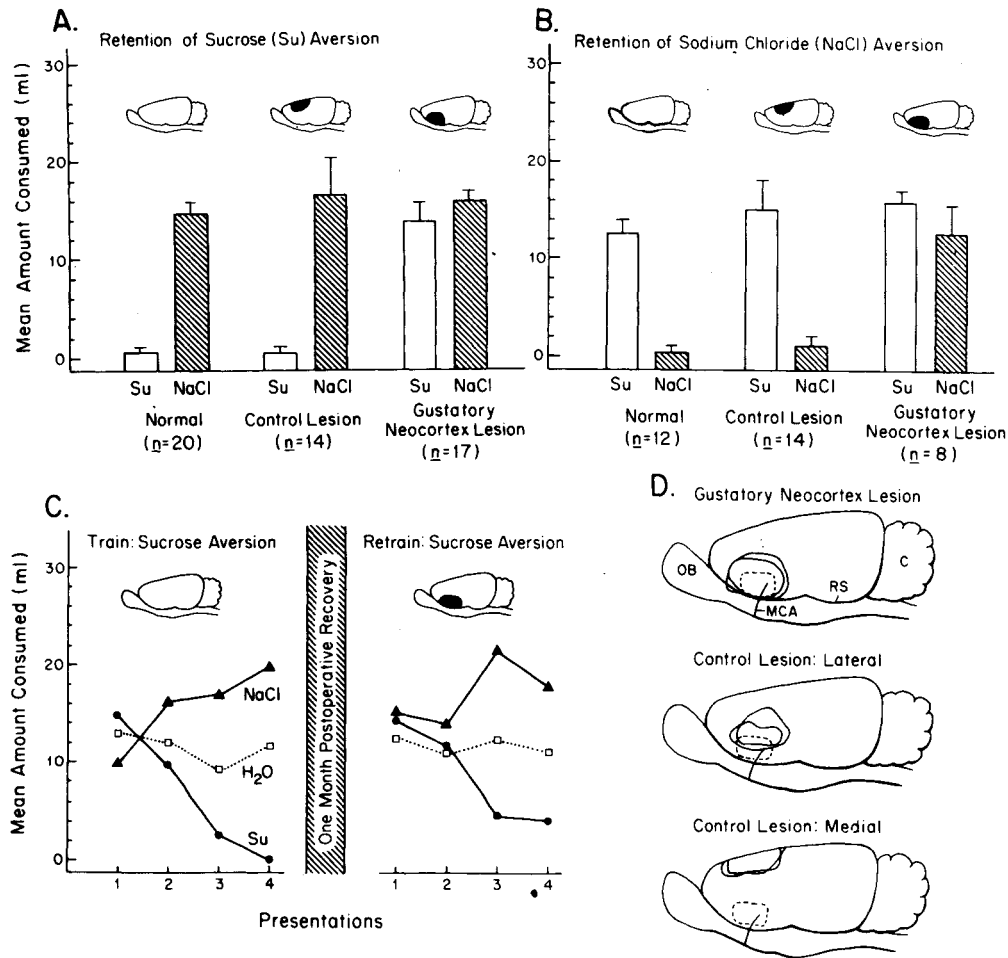 A.
Retention of Sucrose (Su) Aversion
Mean Amount Consumed (ml)
30
20
10
0
Su NaCl Su NaCl Su NaCl
Normal
(n=20)
Control Lesion
(n=14)
Gustatory
Neocortex Lesion
(n=17)
B.
Retention of Sodium Chloride (NaCl) Aversion
30
20
10
0
Su NaCl Su NaCl Su NaCl
Normal
(n=12)
Control Lesion
(n=14)
Gustatory
Neocortex Lesion
(n=8)
C.
Train: Sucrose Aversion
Mean Amount Consumed (ml)
30
20
10
0
NaCl
H2O
Su
1 2 3 4
One Month Postoperative Recovery
Retrain: Sucrose Aversion
1 2 3 4
Presentations
D.
Gustatory Neocortex Lesion
OB
MCA
RS
C
Control Lesion: Lateral
Control Lesion: Medial